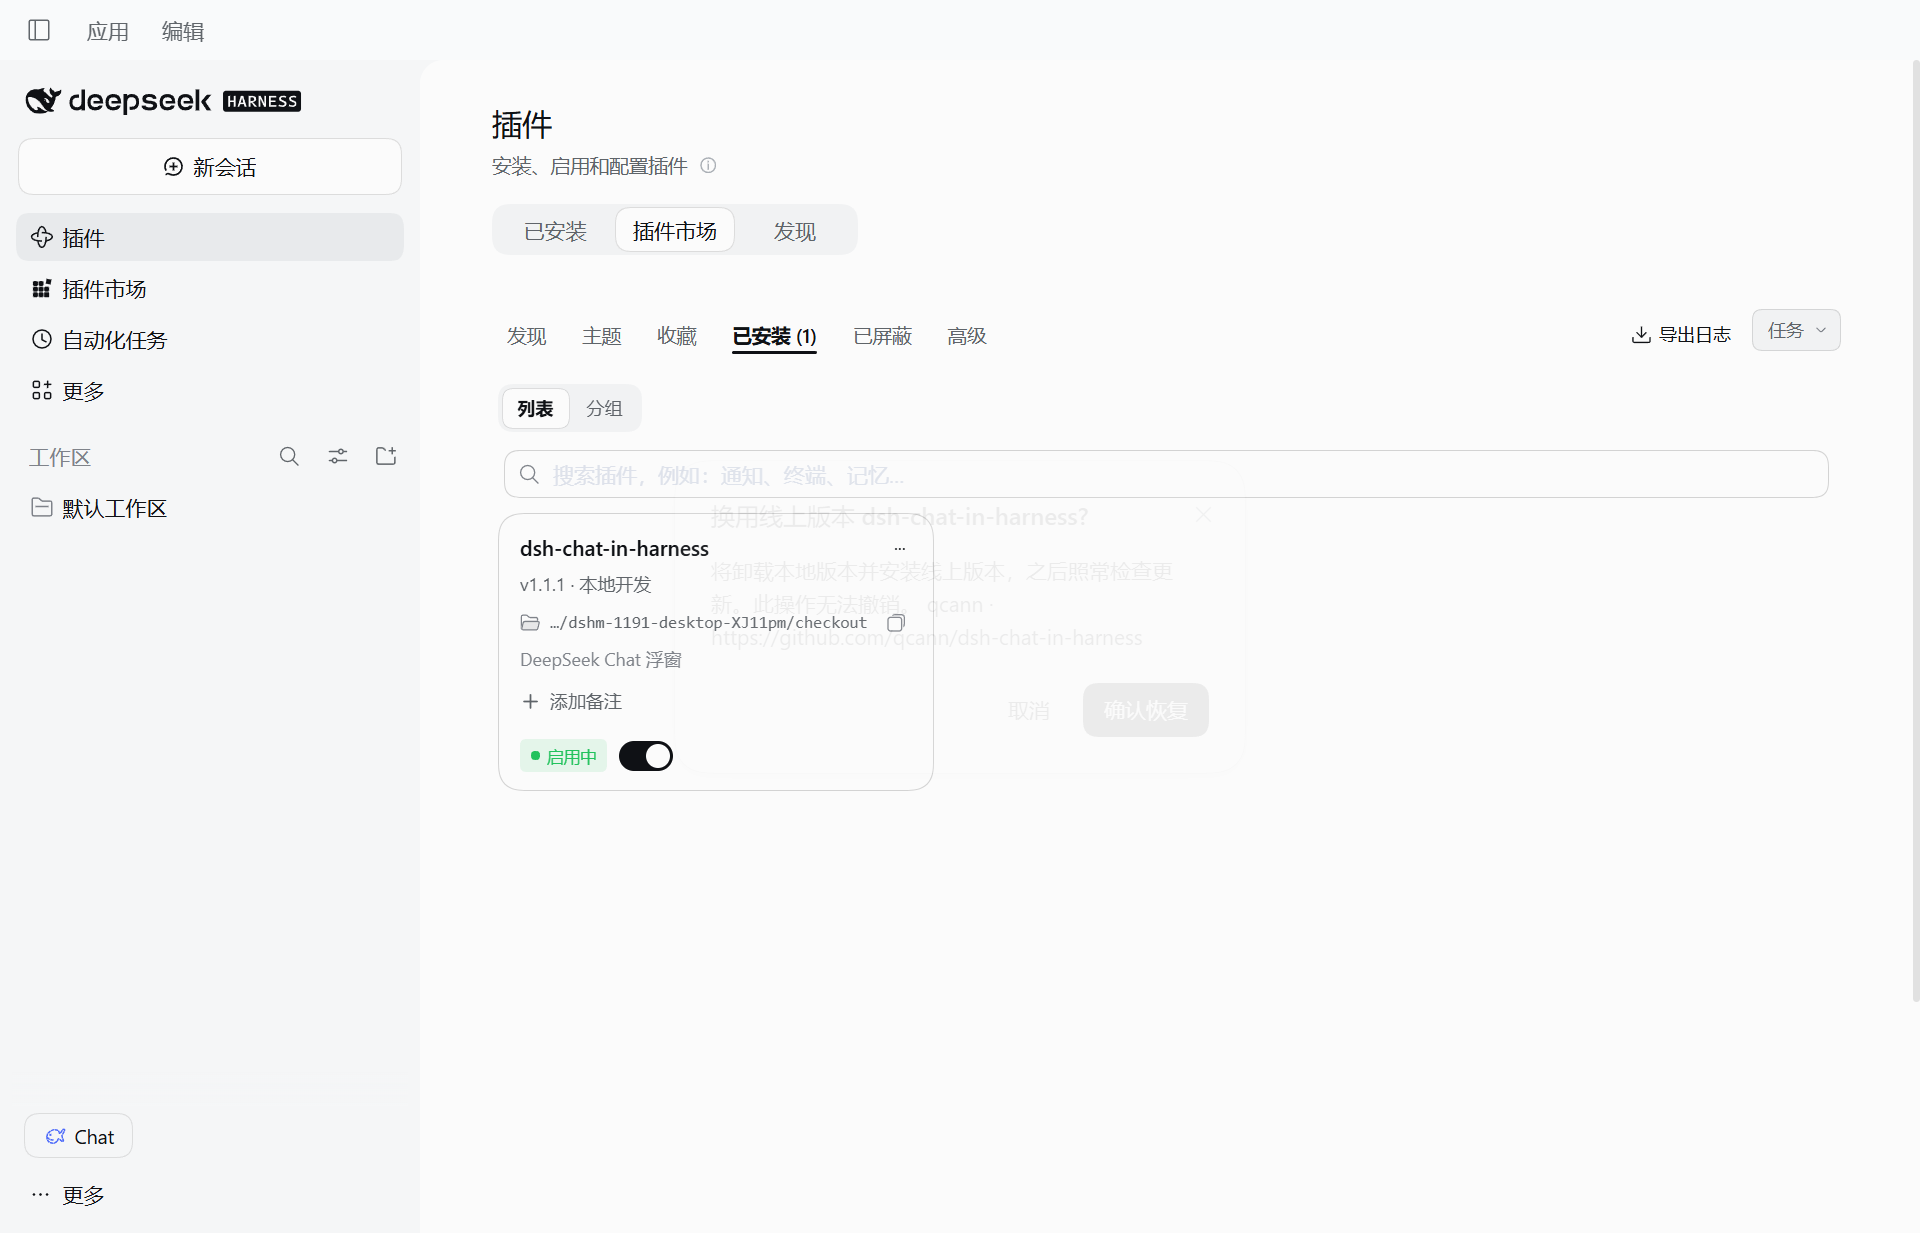 应用 编辑
deepseek HARNESS
新会话
插件
插件市场
自动化任务
更多
工作区
默认工作区
Chat
更多
插件
安装、启用和配置插件
已安装 插件市场 发现
发现 主题 收藏 已安装 (1) 已屏蔽 高级
导出日志 任务
列表 分组
搜索插件，例如：通知、终端、记忆...
dsh-chat-in-harness
v1.1.1 · 本地开发
.../dshm-1191-desktop-XJ11pm/checkout
DeepSeek Chat 浮窗
添加备注
启用中
换用线上版本 dsh-chat-in-harness?
将卸载本地版本并安装线上版本，之后照常检查更
新。此操作无法撤销。 qcann ·
https://github.com/qcann/dsh-chat-in-harness
取消 确认恢复